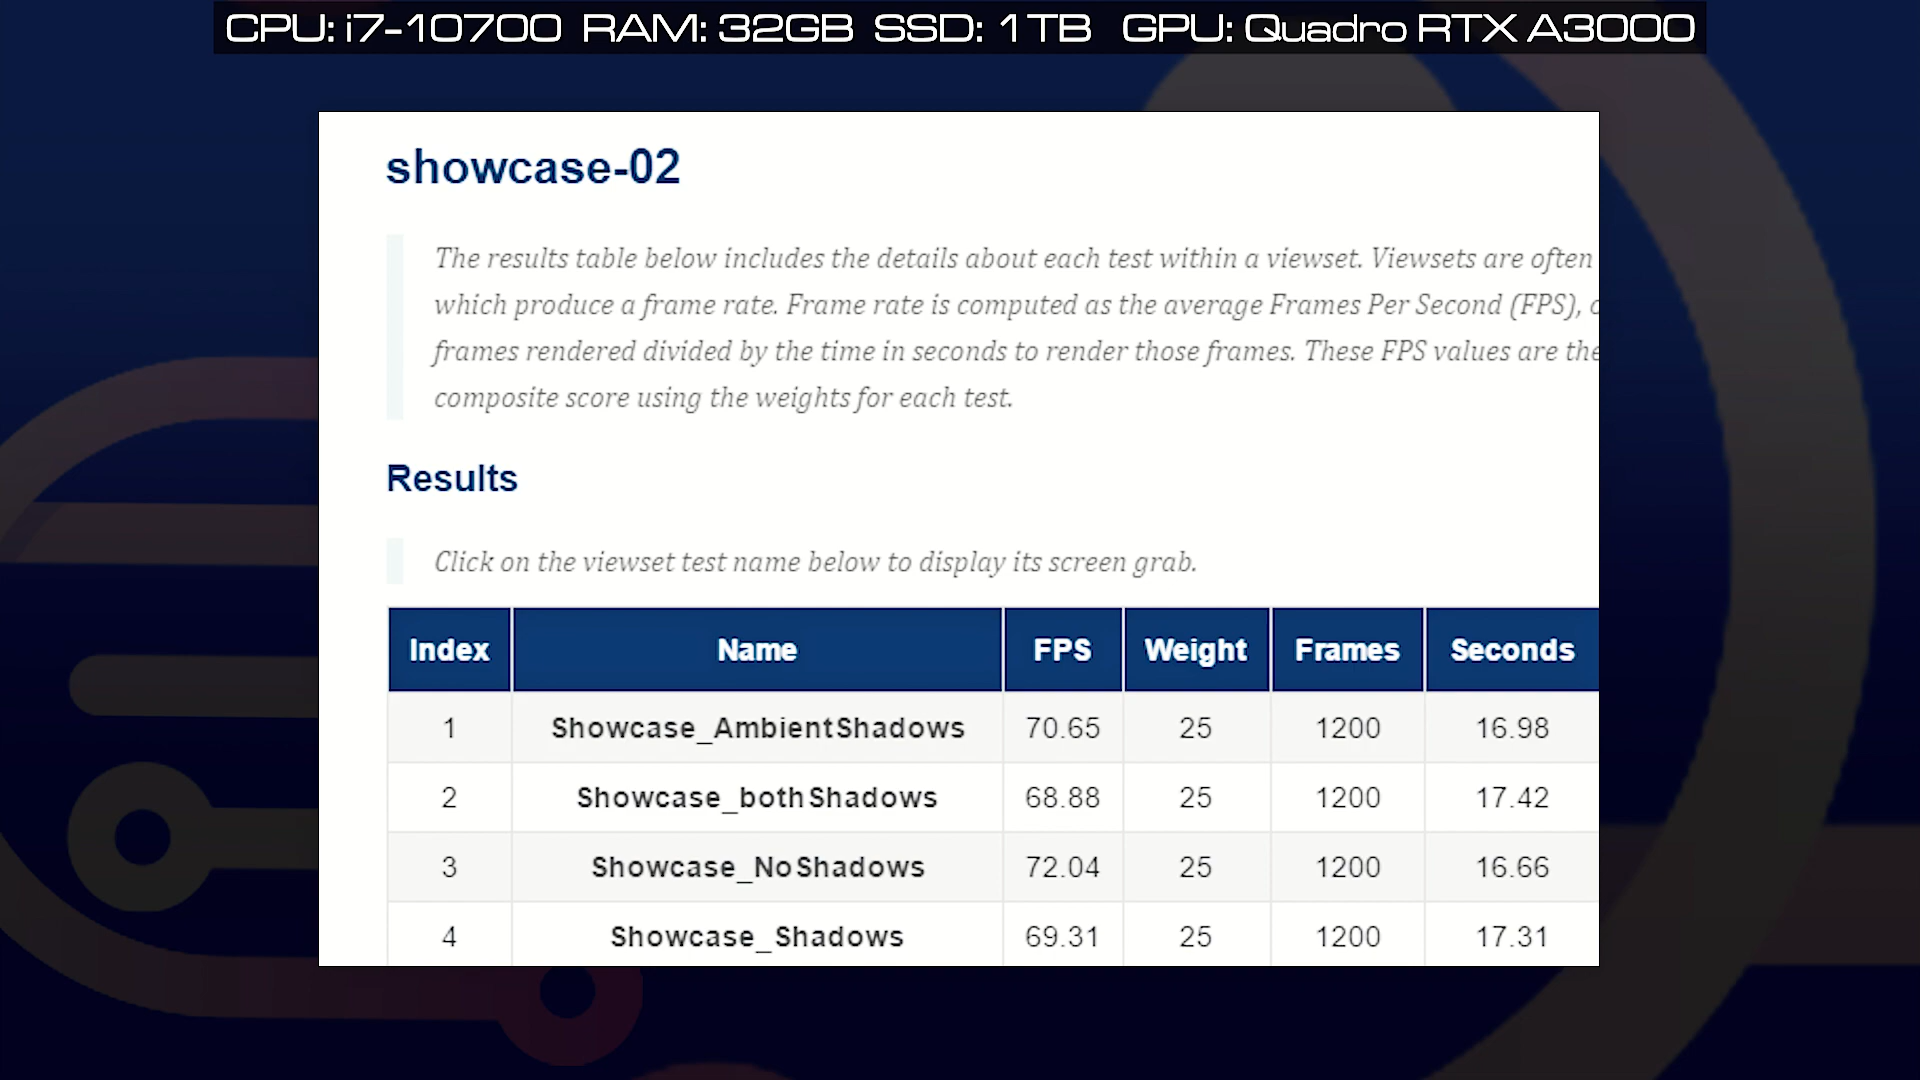 CPU: i7-10700 RAM: 32GB SSD: 1TB GPU: Quadro RTX A3000
showcase-02
The results table below includes the details about each test within a viewset. Viewsets are often
which produce a frame rate. Frame rate is computed as the average Frames Per Second (FPS),
frames rendered divided by the time in seconds to render those frames. These FPS values are the
composite score using the weights for each test.
Results
Click on the viewset test name below to display its screen grab.
Index Name FPS Weight Frames Seconds
1 Showcase_AmbientShadows 70.65 25 1200 16.98
2 Showcase_bothShadows 68.88 25 1200 17.42
3 Showcase_NoShadows 72.04 25 1200 16.66
4 Showcase_Shadows 69.31 25 1200 17.31